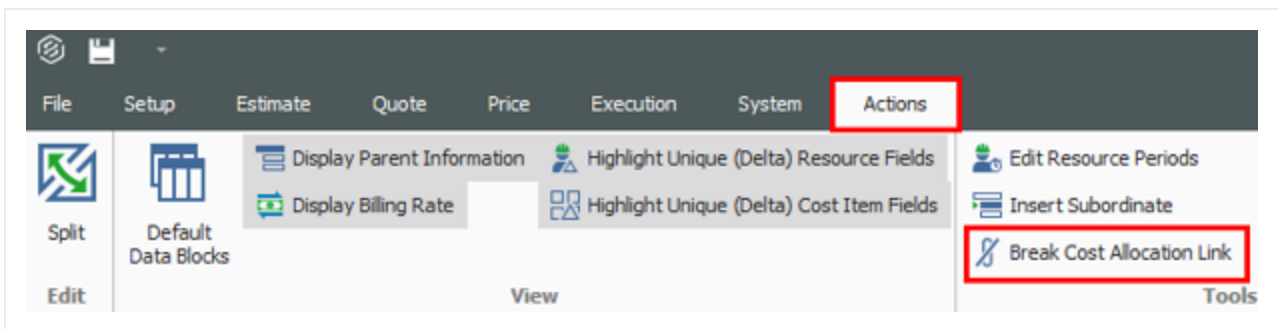 File Setup Estimate Quote Price Execution System Actions
Display Parent Information Highlight Unique (Delta) Resource Fields Edit Resource Periods
Display Billing Rate Highlight Unique (Delta) Cost Item Fields Insert Subordinate
Split Default
Data Blocks Break Cost Allocation Link
Edit View Tools